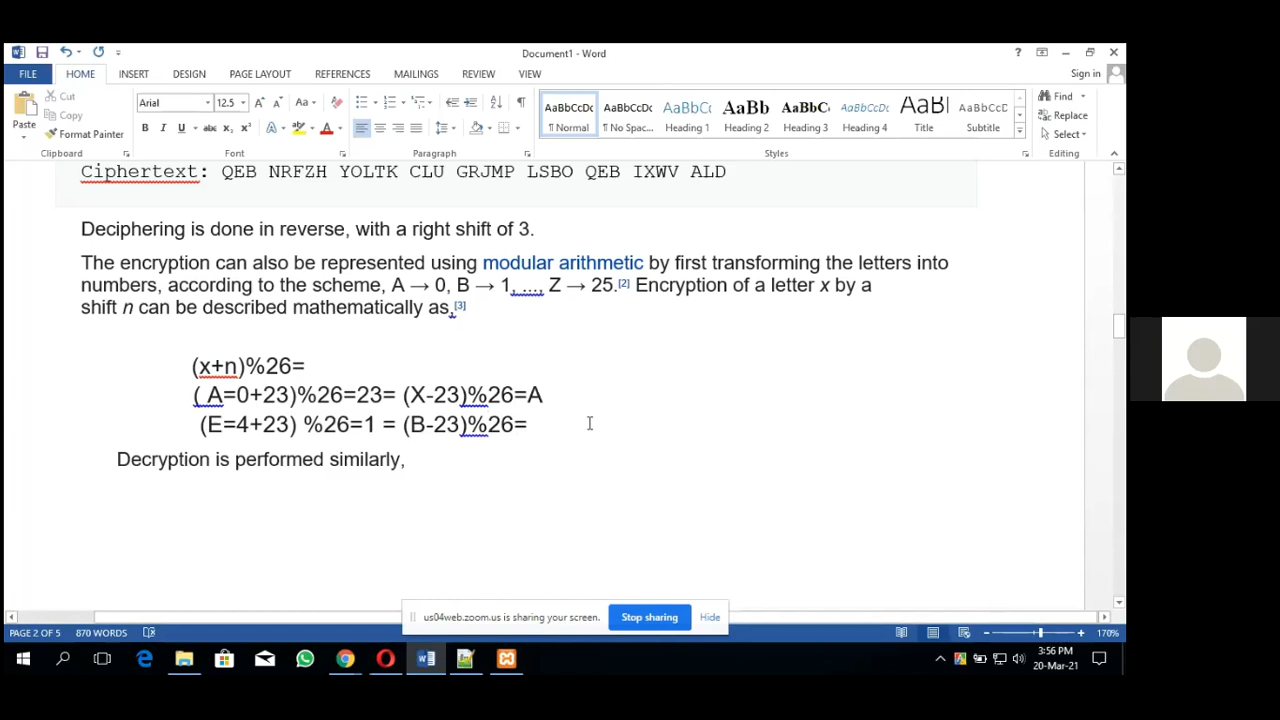 Document1 - Word
?
FILE HOME INSERT DESIGN PAGE LAYOUT REFERENCES MAILINGS REVIEW VIEW Sign in
Paste Cut Copy Format Painter
Arial 12.5 Aa
B I U abc x₂ x² A A
AaBbCcDc AaBbCcDc AaBbC( AaBb AaBbC AaBbCcD AaB AaBbCcD
¶ Normal ¶ No Spac... Heading 1 Heading 2 Heading 3 Heading 4 Title Subtitle
Find Replace Select
Clipboard Font Paragraph Styles Editing
Ciphertext: QEB NRFZH YOLTK CLU GRJMP LSBO QEB IXWV ALD
Deciphering is done in reverse, with a right shift of 3.
The encryption can also be represented using modular arithmetic by first transforming the letters into
numbers, according to the scheme, A → 0, B → 1, ..., Z → 25.[2] Encryption of a letter x by a
shift n can be described mathematically as,[3]
(x+n)%26=
( A=0+23)%26=23= (X-23)%26=A
(E=4+23) %26=1 = (B-23)%26=
Decryption is performed similarly,
us04web.zoom.us is sharing your screen. Stop sharing Hide
PAGE 2 OF 5 870 WORDS 170%
3:56 PM
20-Mar-21